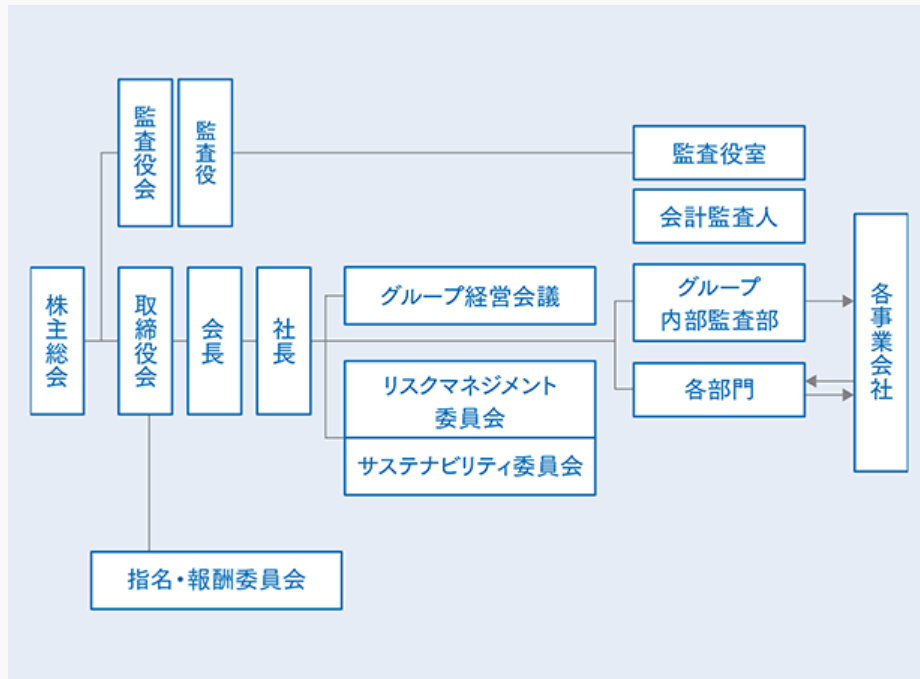 監査役会
監査役
監査役室
会計監査人
株主総会
取締役会
会長
社長
グループ経営会議
リスクマネジメント
委員会
サステナビリティ委員会
グループ
内部監査部
各部門
各事業会社
指名・報酬委員会